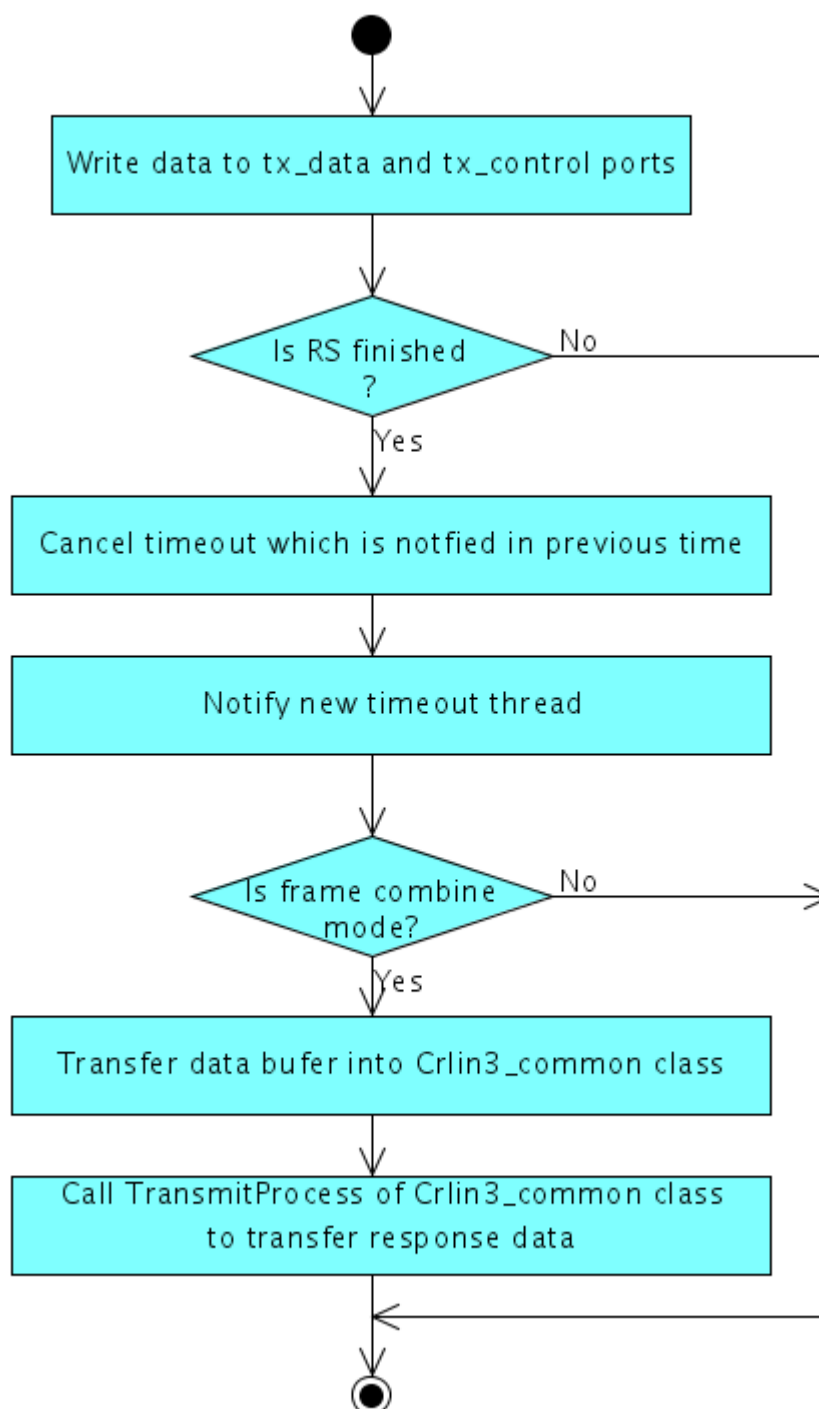 Write data to tx_data and tx_control ports
Is RS finished
?
No
Yes
Cancel timeout which is notfied in previous time
Notify new timeout thread
Is frame combine
mode?
No
Yes
Transfer data bufer into Crlin3_common class
Call TransmitProcess of Crlin3_common class
to transfer response data